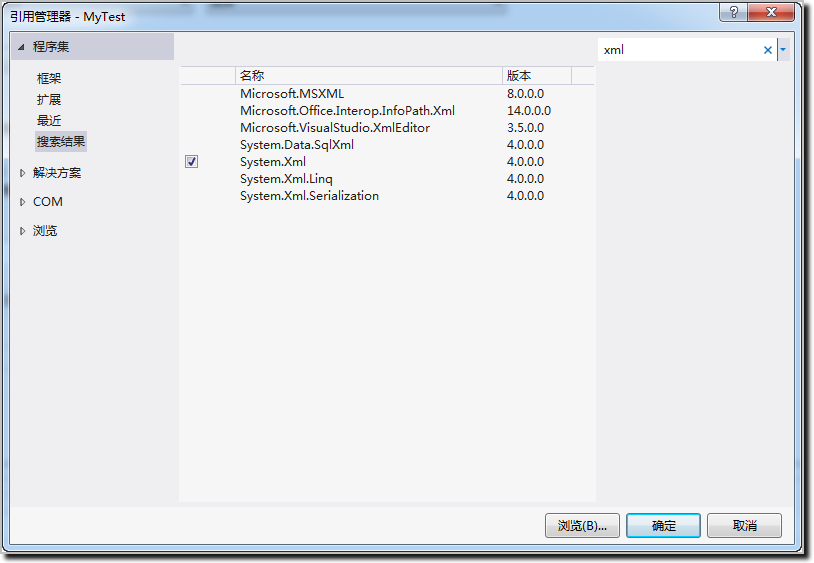 引用管理器 - MyTest
?
程序集
框架
扩展
最近
搜索结果
解决方案
COM
浏览
名称 版本
Microsoft.MSXML 8.0.0.0
Microsoft.Office.Interop.InfoPath.Xml 14.0.0.0
Microsoft.VisualStudio.XmlEditor 3.5.0.0
System.Data.SqlXml 4.0.0.0
System.Xml 4.0.0.0
System.Xml.Linq 4.0.0.0
System.Xml.Serialization 4.0.0.0
xml
浏览(B)... 确定 取消